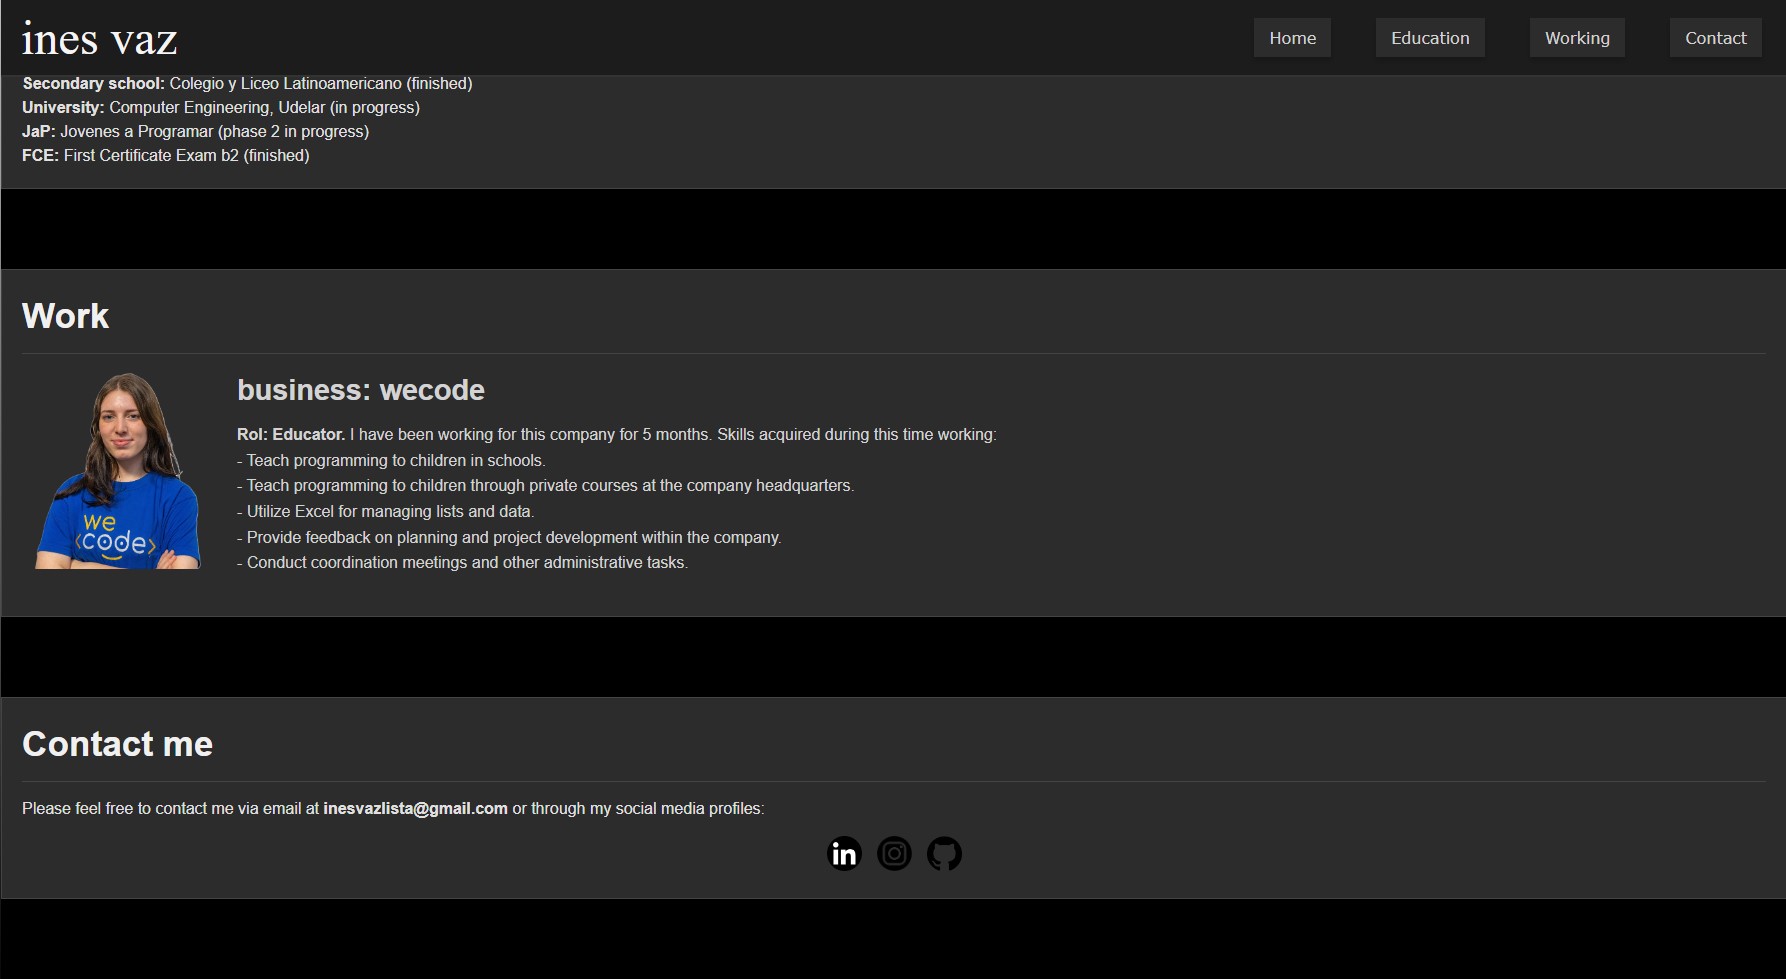 ines vaz
Home
Education
Working
Contact
Secondary school: Colegio y Liceo Latinoamericano (finished)
University: Computer Engineering, Udelar (in progress)
JaP: Jovenes a Programar (phase 2 in progress)
FCE: First Certificate Exam b2 (finished)
Work
business: wecode
Rol: Educator. I have been working for this company for 5 months. Skills acquired during this time working:
- Teach programming to children in schools.
- Teach programming to children through private courses at the company headquarters.
- Utilize Excel for managing lists and data.
- Provide feedback on planning and project development within the company.
- Conduct coordination meetings and other administrative tasks.
we
<code>
Contact me
Please feel free to contact me via email at inesvazlista@gmail.com or through my social media profiles:
in